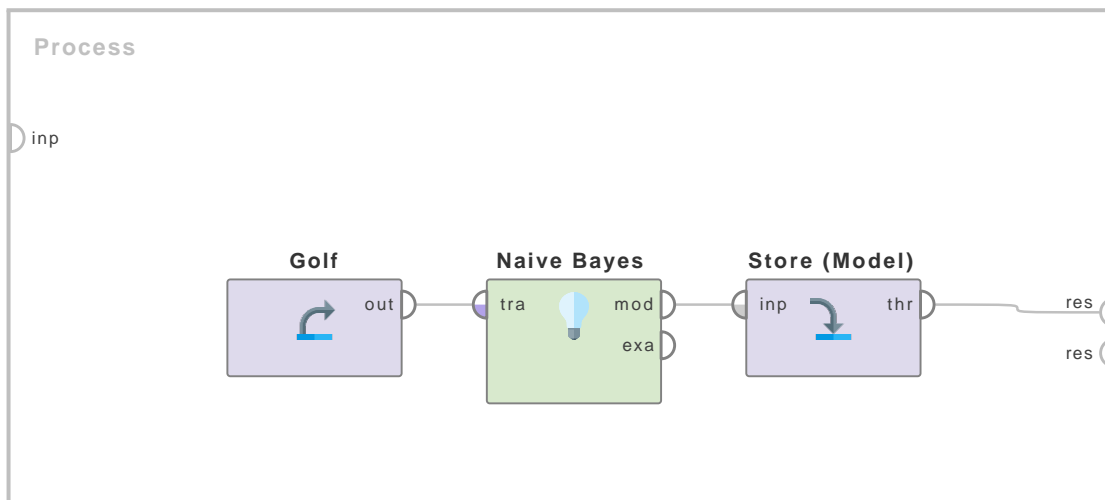 Process
inp
Golf
Naive Bayes
Store (Model)
out
tra
mod
inp
thr
res
exa
res